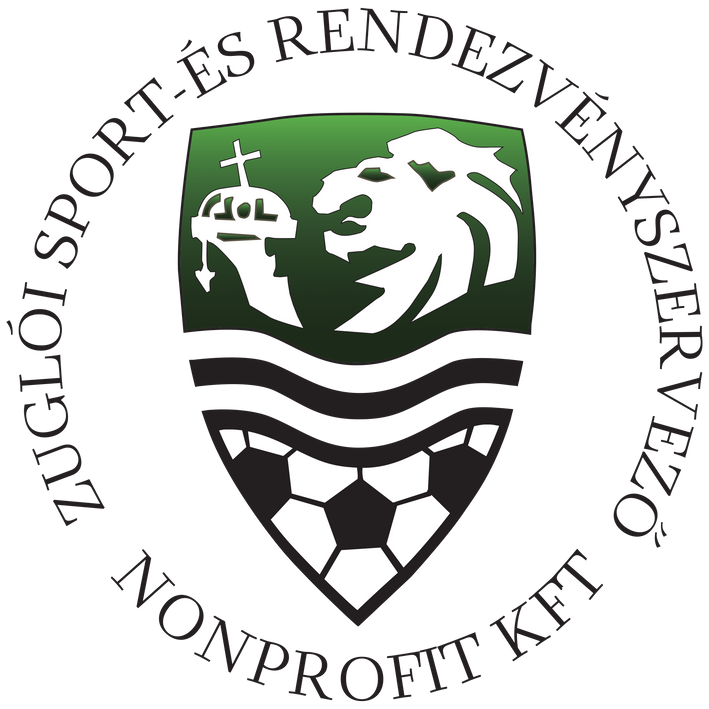 ZUGLÓI SPORT-ÉS RENDEZVÉNYSZERVEZŐ
NONPROFIT KFT